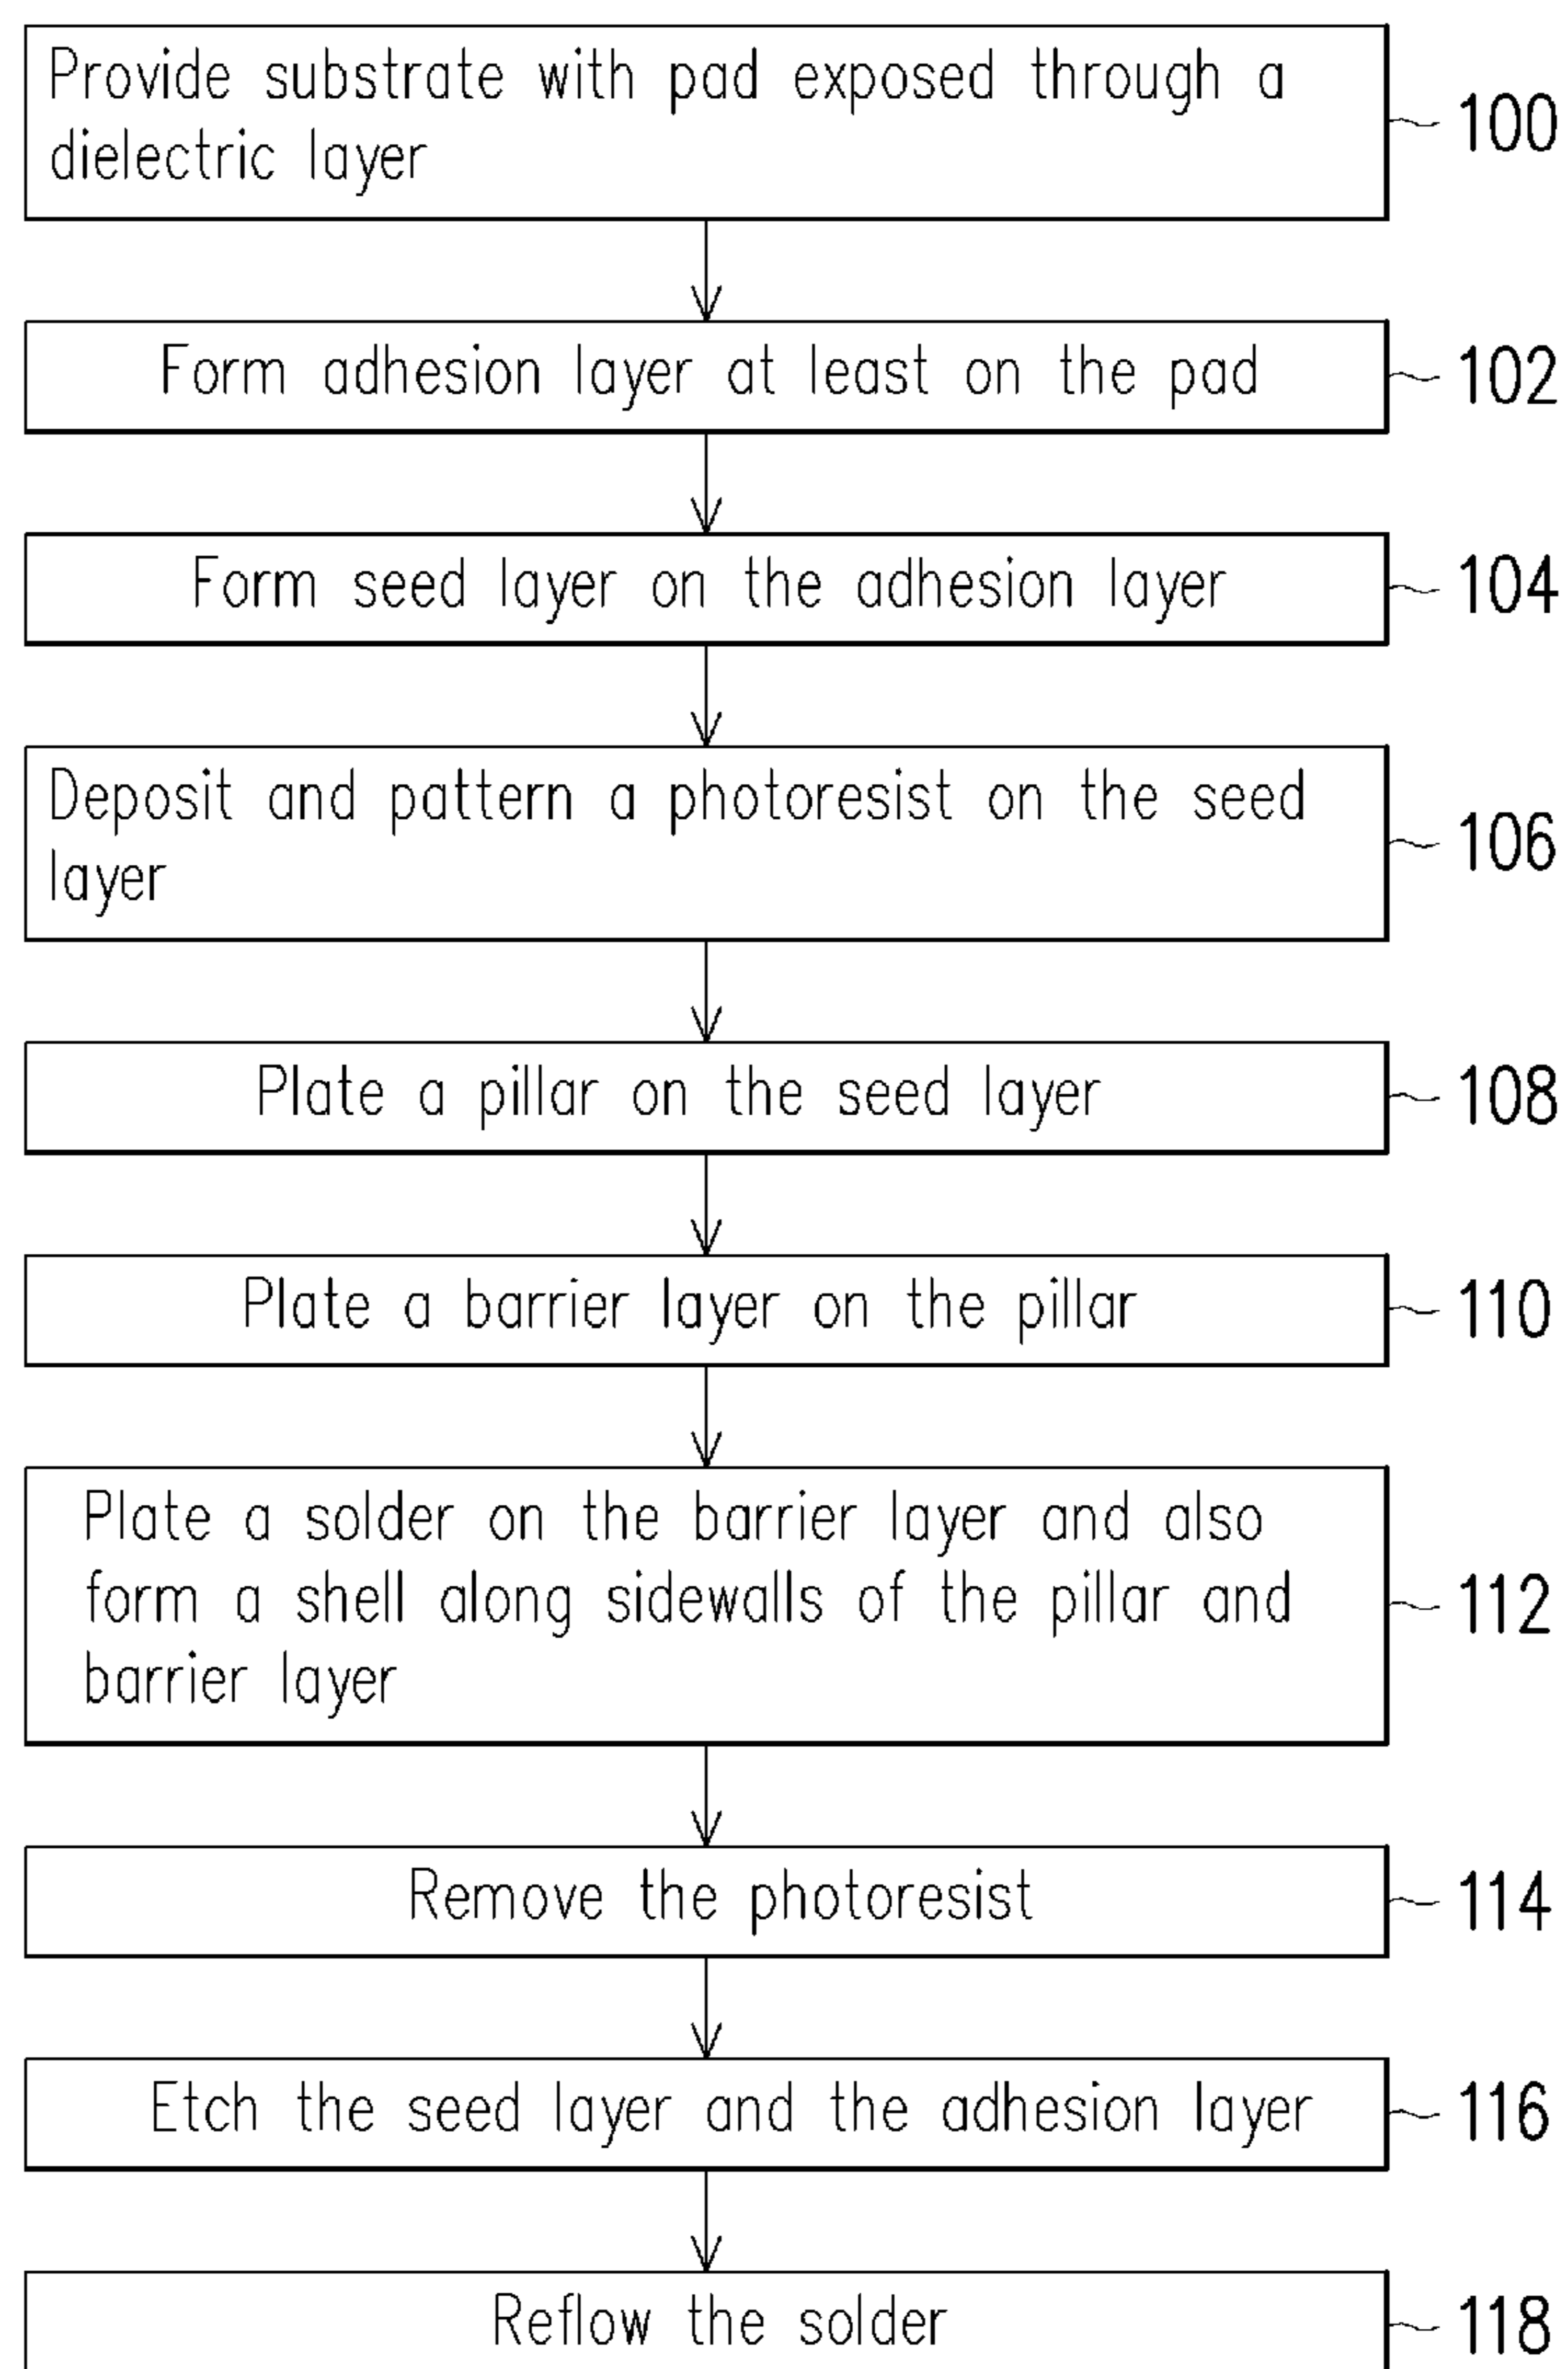 Provide substrate with pad exposed through a
dielectric layer
100
Form adhesion layer at least on the pad
102
Form seed layer on the adhesion layer
104
Deposit and pattern a photoresist on the seed
layer
106
Plate a pillar on the seed layer
108
Plate a barrier layer on the pillar
110
Plate a solder on the barrier layer and also
form a shell along sidewalls of the pillar and
barrier layer
112
Remove the photoresist
114
Etch the seed layer and the adhesion layer
116
Reflow the solder
118